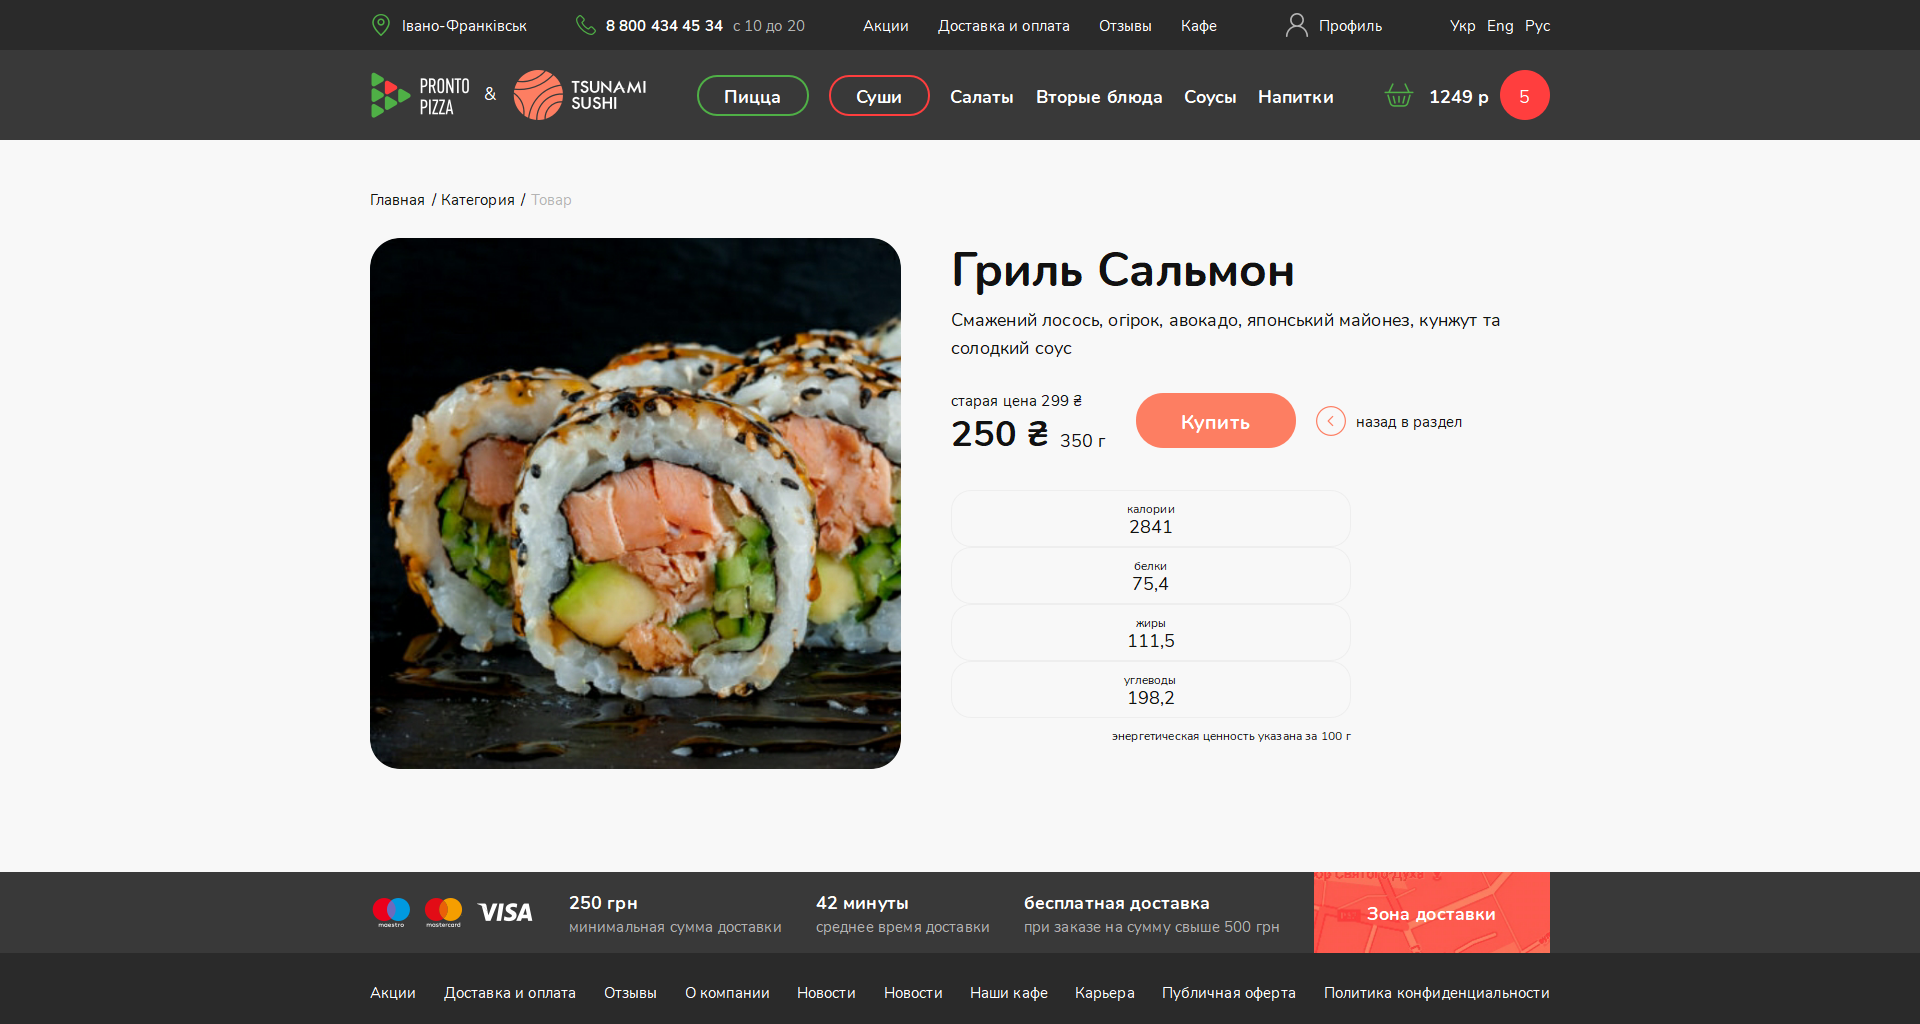 Івано-Франківськ
8 800 434 45 34 с 10 до 20
Акции Доставка и оплата Отзывы Кафе
Профиль
Укр Eng Рус
PRONTO
PIZZA
&
TSUNAMI
SUSHI
Пицца Суши Салаты Вторые блюда Соусы Напитки
1249 р 5
Главная / Категория / Товар
Гриль Сальмон
Смажений лосось, огірок, авокадо, японський майонез, кунжут та
солодкий соус
старая цена 299 ₴
250 ₴ 350 г
Купить
назад в раздел
калории
2841
белки
75,4
жиры
111,5
углеводы
198,2
энергетическая ценность указана за 100 г
maestro
mastercard
VISA
250 грн
минимальная сумма доставки
42 минуты
среднее время доставки
бесплатная доставка
при заказе на сумму свыше 500 грн
Зона доставки
Акции Доставка и оплата Отзывы О компании Новости Новости Наши кафе Карьера Публичная оферта Политика конфиденциальности